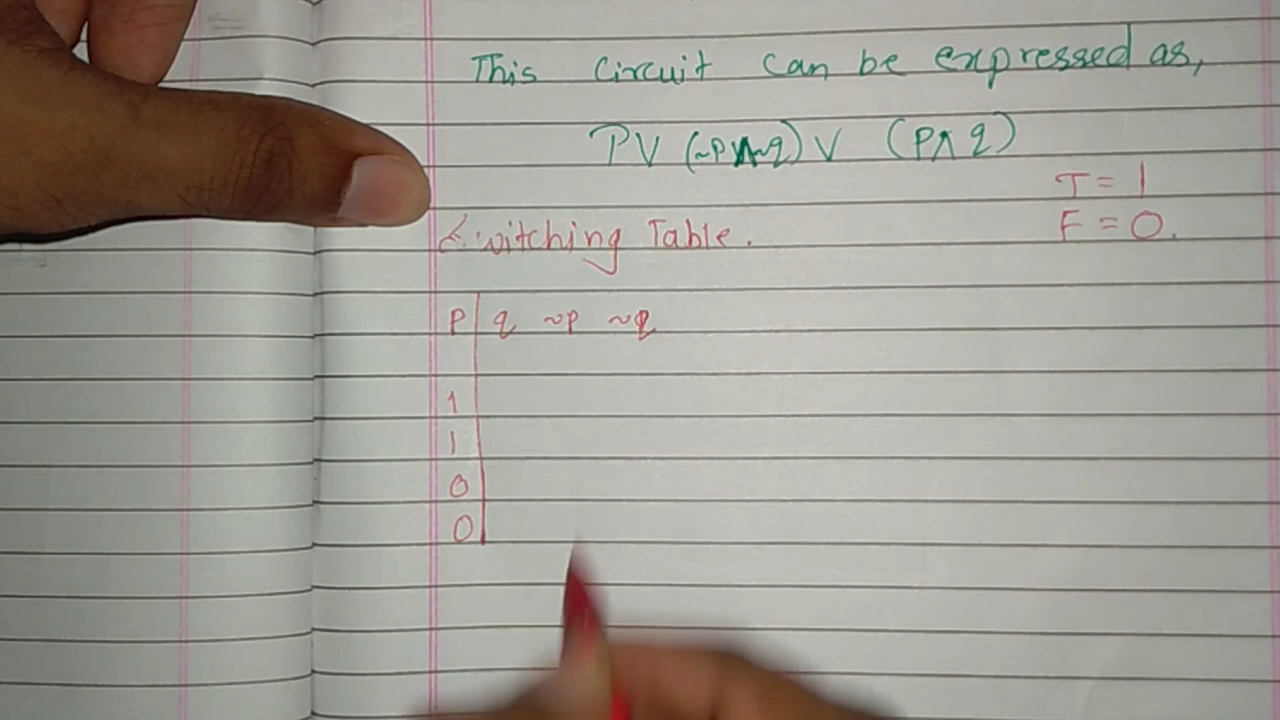 This Circuit can be expressed as,
P∨ (~P∧~q) ∨ (P∧ q)
T = 1
F = 0.
Switching Table.
P q ~P ~q
1
1
0
0